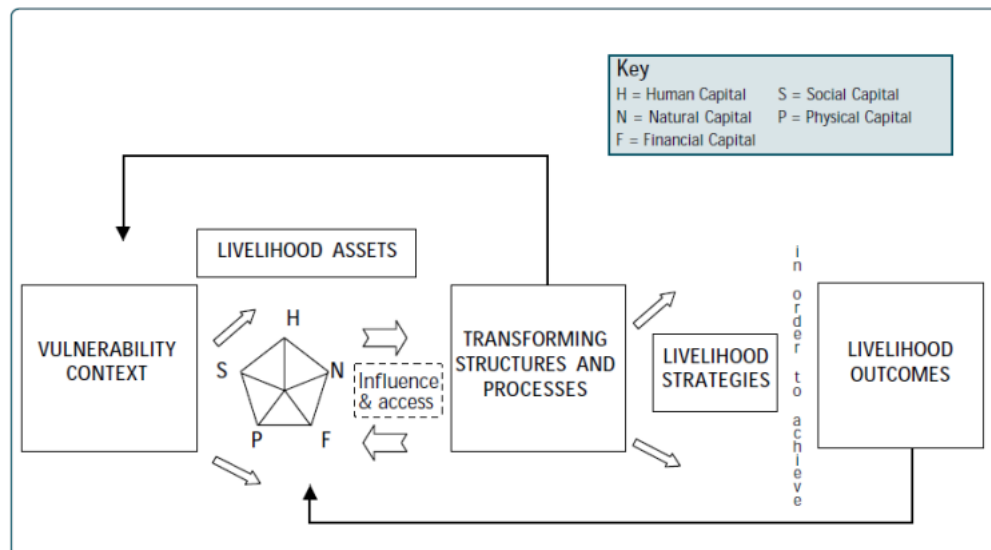 Key
H = Human Capital S = Social Capital
N = Natural Capital P = Physical Capital
F = Financial Capital
LIVELIHOOD ASSETS
VULNERABILITY
CONTEXT
H
S
N
P
F
Influence
& access
TRANSFORMING
STRUCTURES AND
PROCESSES
LIVELIHOOD
STRATEGIES
in order to achieve
LIVELIHOOD
OUTCOMES